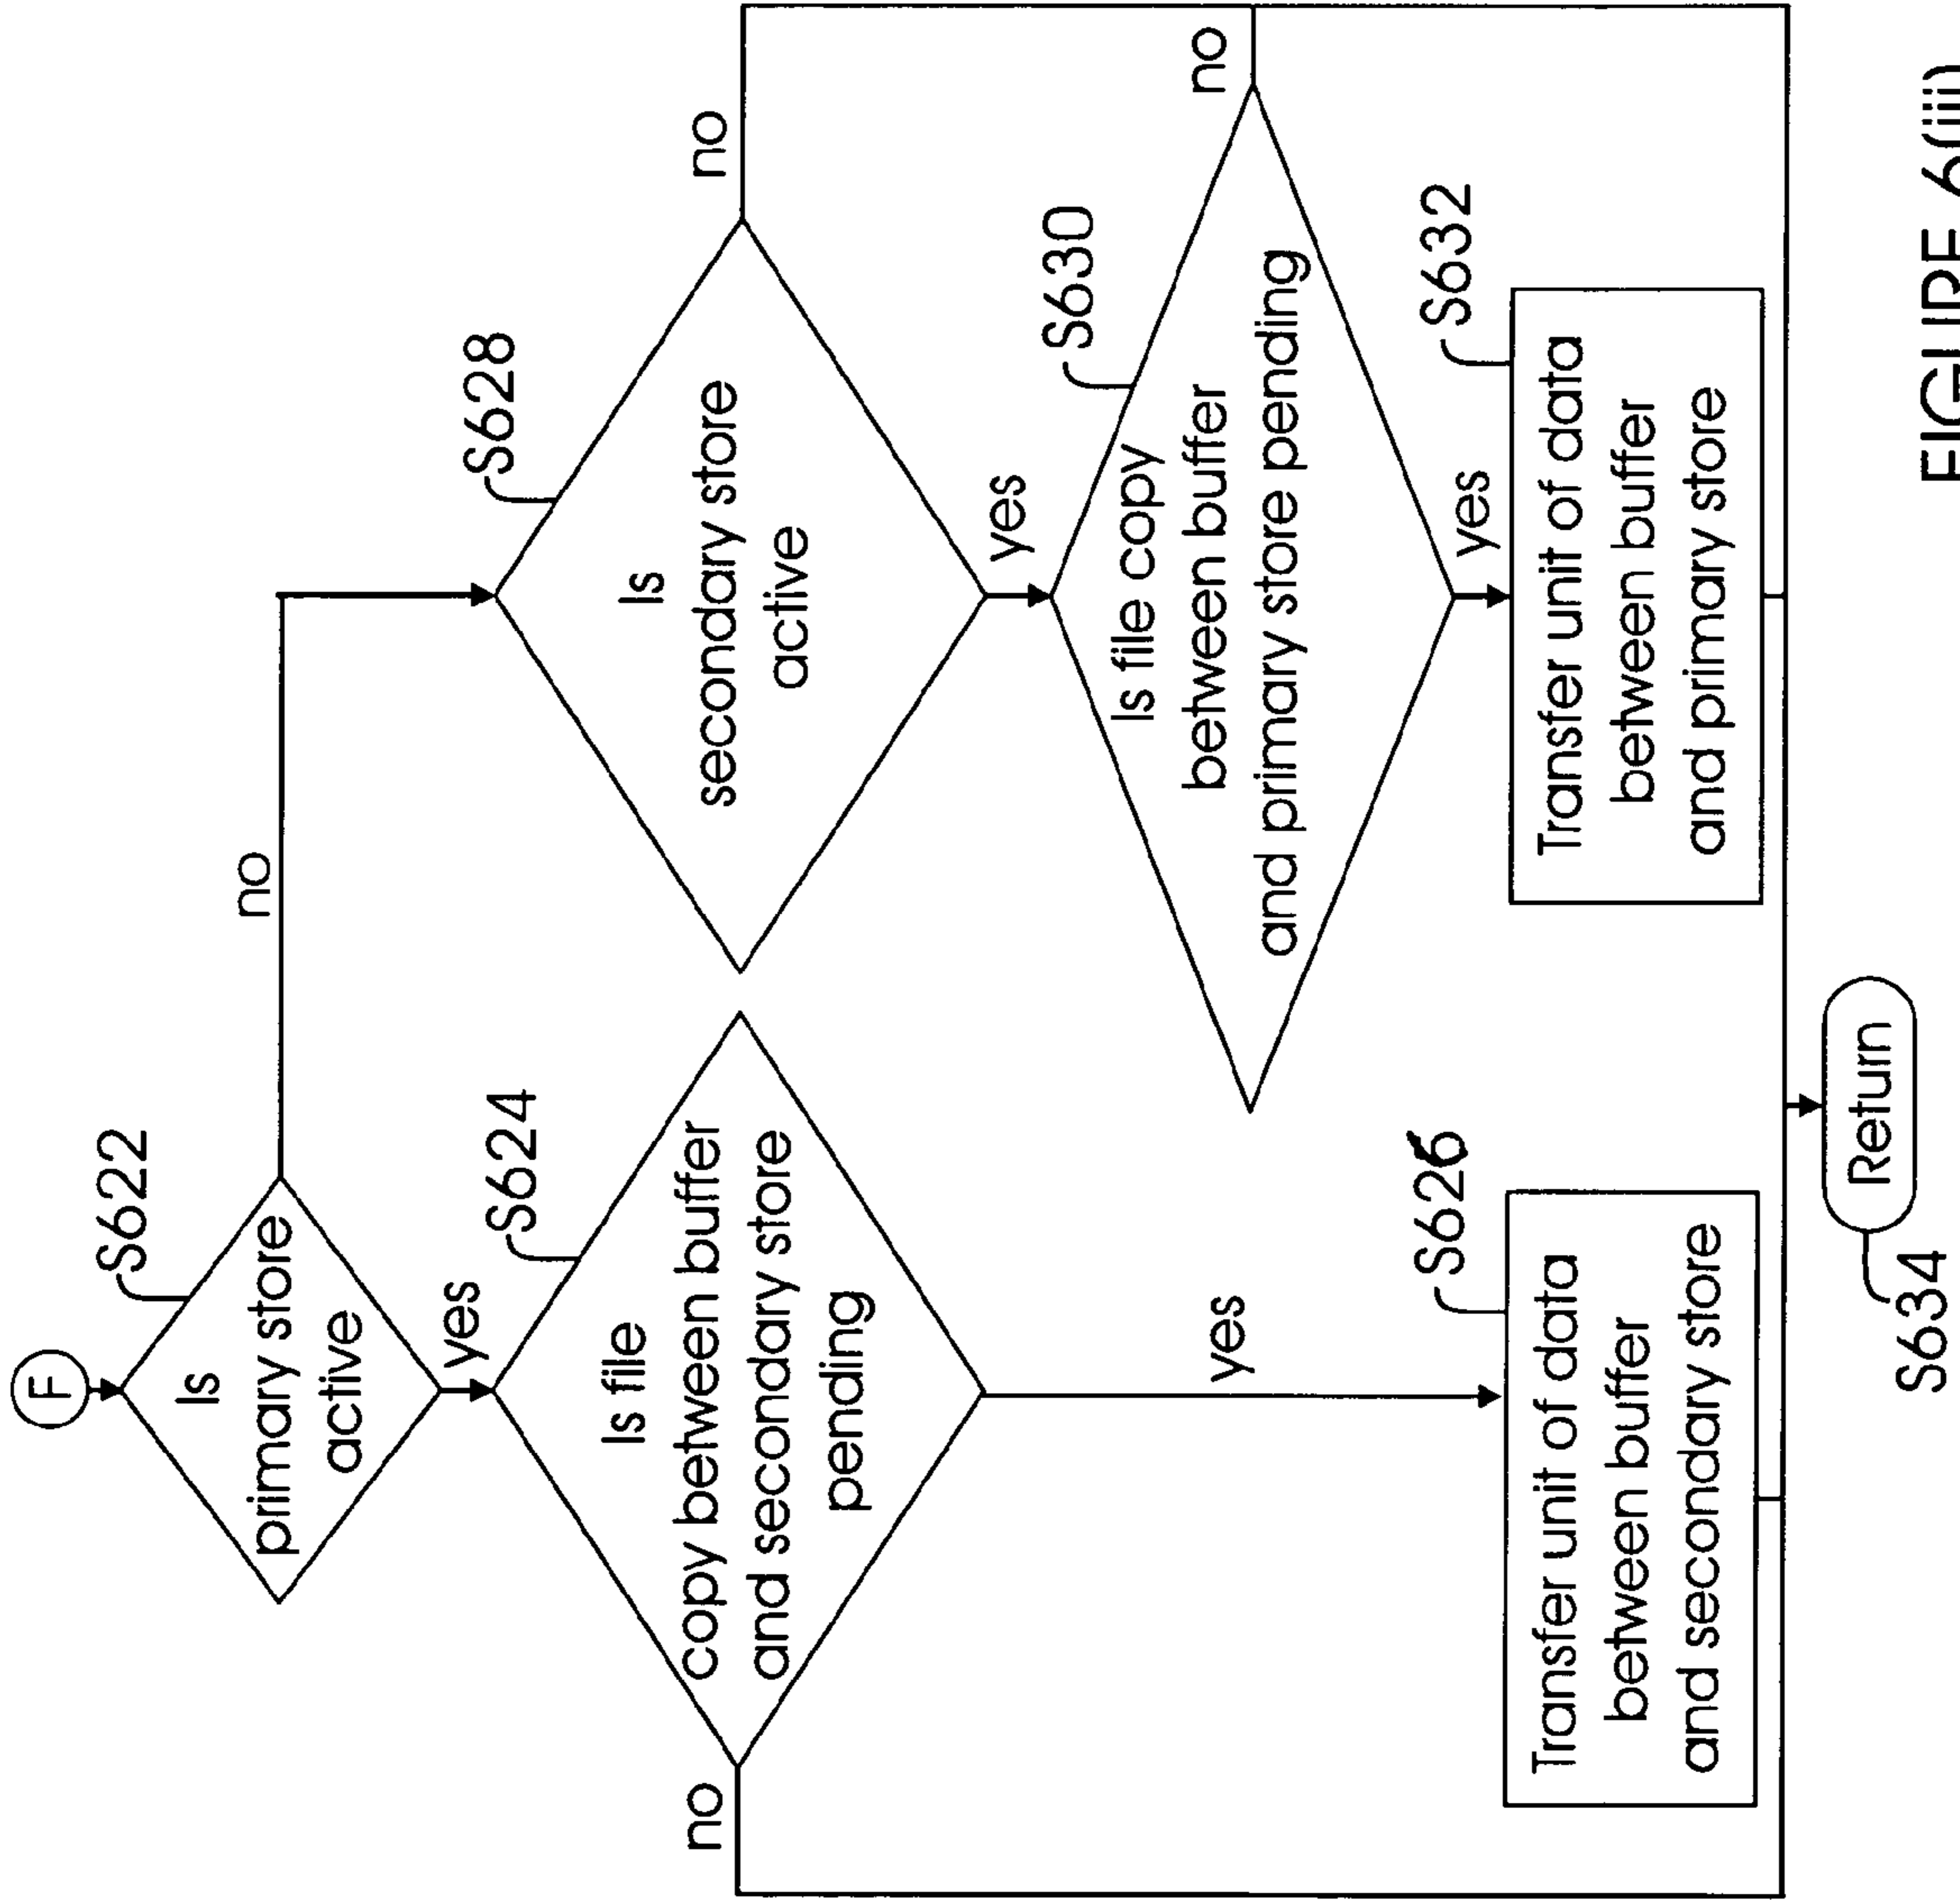 F
S622
Is
primary store
active
no
yes
S624
Is file
copy between buffer
and secondary store
pending
no
yes
S626
Transfer unit of data
between buffer
and secondary store
S628
Is
secondary store
active
no
yes
S630
Is file copy
between buffer
and primary store pending
no
yes
S632
Transfer unit of data
between buffer
and primary store
Return
S634
FIGURE 6(iii)